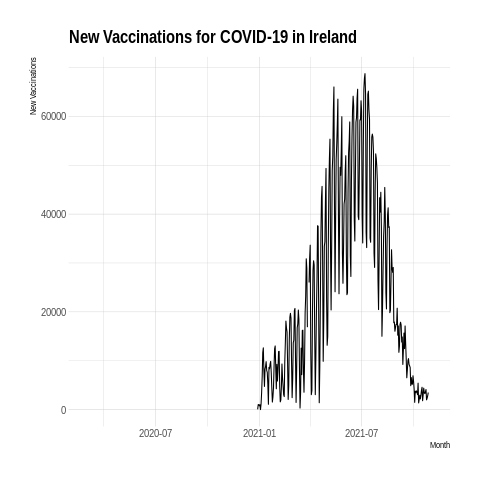 New Vaccinations for COVID-19 in Ireland
New Vaccinations
60000
40000
20000
0
2020-07
2021-01
2021-07
Month